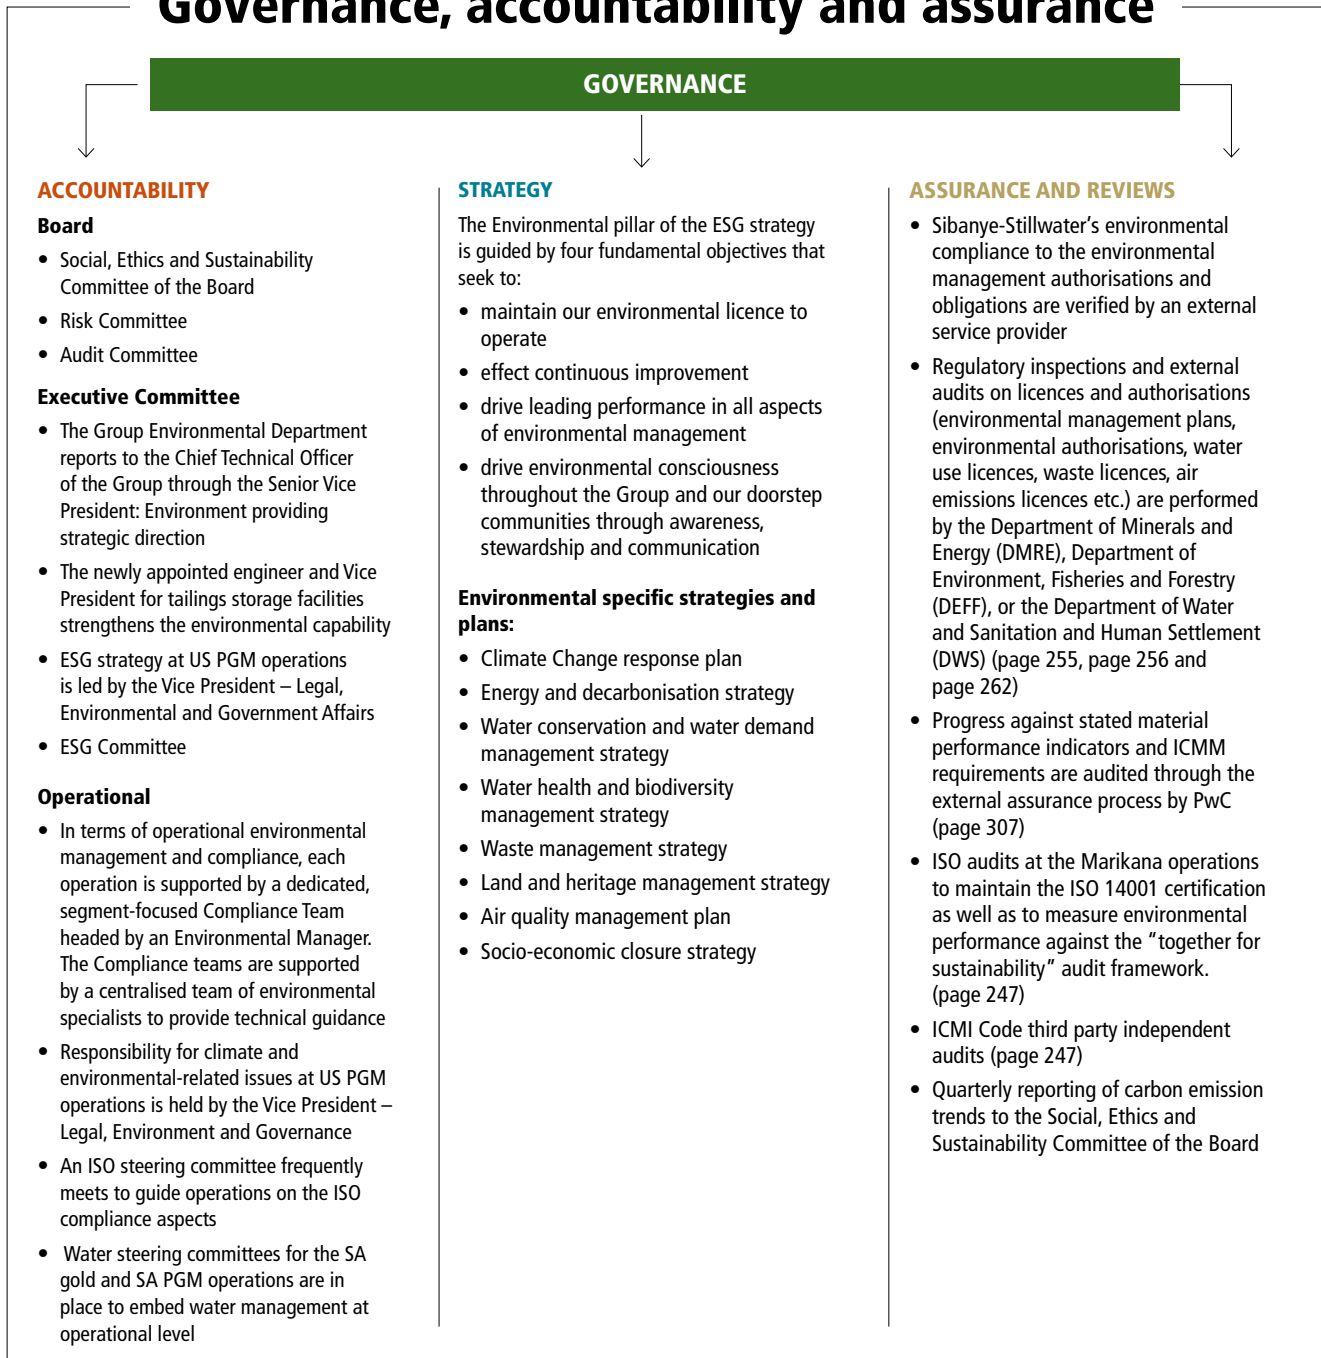 Governance, accountability and assurance
GOVERNANCE
ACCOUNTABILITY
Board
• Social, Ethics and Sustainability
Committee of the Board
• Risk Committee
• Audit Committee
Executive Committee
• The Group Environmental Department
reports to the Chief Technical Officer
of the Group through the Senior Vice
President: Environment providing
strategic direction
• The newly appointed engineer and Vice
President for tailings storage facilities
strengthens the environmental capability
• ESG strategy at US PGM operations
is led by the Vice President – Legal,
Environmental and Government Affairs
• ESG Committee
Operational
• In terms of operational environmental
management and compliance, each
operation is supported by a dedicated,
segment-focused Compliance Team
headed by an Environmental Manager.
The Compliance teams are supported
by a centralised team of environmental
specialists to provide technical guidance
• Responsibility for climate and
environmental-related issues at US PGM
operations is held by the Vice President –
Legal, Environment and Governance
• An ISO steering committee frequently
meets to guide operations on the ISO
compliance aspects
• Water steering committees for the SA
gold and SA PGM operations are in
place to embed water management at
operational level
STRATEGY
The Environmental pillar of the ESG strategy
is guided by four fundamental objectives that
seek to:
• maintain our environmental licence to
operate
• effect continuous improvement
• drive leading performance in all aspects
of environmental management
• drive environmental consciousness
throughout the Group and our doorstep
communities through awareness,
stewardship and communication
Environmental specific strategies and
plans:
• Climate Change response plan
• Energy and decarbonisation strategy
• Water conservation and water demand
management strategy
• Water health and biodiversity
management strategy
• Waste management strategy
• Land and heritage management strategy
• Air quality management plan
• Socio-economic closure strategy
ASSURANCE AND REVIEWS
• Sibanye-Stillwater's environmental
compliance to the environmental
management authorisations and
obligations are verified by an external
service provider
• Regulatory inspections and external
audits on licences and authorisations
(environmental management plans,
environmental authorisations, water
use licences, waste licences, air
emissions licences etc.) are performed
by the Department of Minerals and
Energy (DMRE), Department of
Environment, Fisheries and Forestry
(DEFF), or the Department of Water
and Sanitation and Human Settlement
(DWS) (page 255, page 256 and
page 262)
• Progress against stated material
performance indicators and ICMM
requirements are audited through the
external assurance process by PwC
(page 307)
• ISO audits at the Marikana operations
to maintain the ISO 14001 certification
as well as to measure environmental
performance against the "together for
sustainability" audit framework.
(page 247)
• ICMI Code third party independent
audits (page 247)
• Quarterly reporting of carbon emission
trends to the Social, Ethics and
Sustainability Committee of the Board